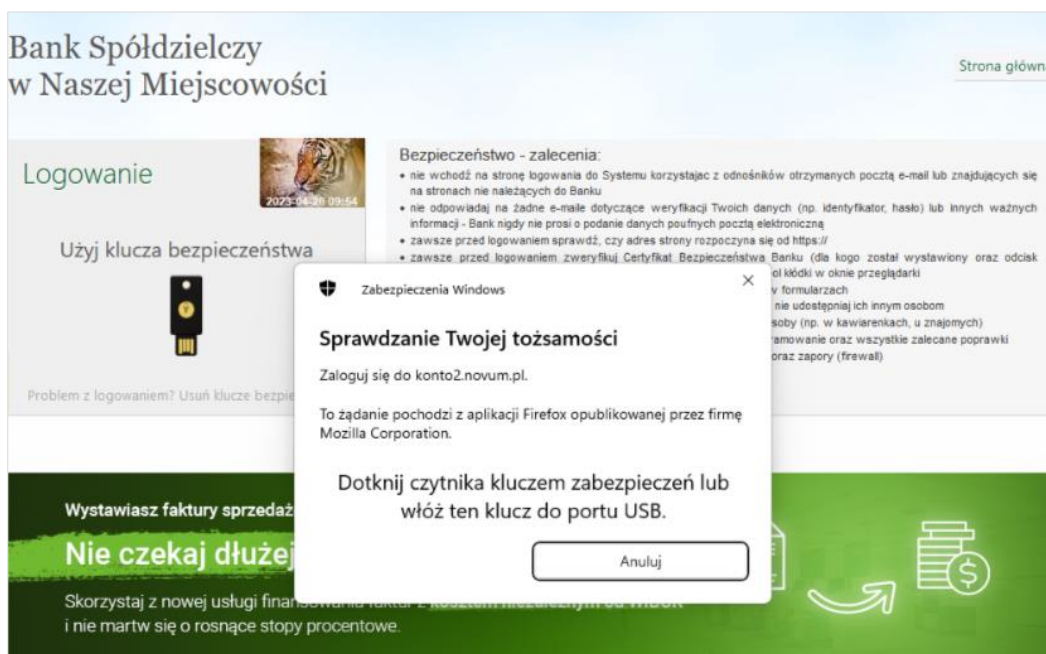 Bank Spółdzielczy
w Naszej Miejscowości
Strona główn
Logowanie
2023-04-26 09:54
Użyj klucza bezpieczeństwa
Problem z logowaniem? Usuń klucze bezpie
Bezpieczeństwo - zalecenia:
• nie wchodź na stronę logowania do Systemu korzystajac z odnośników otrzymanych pocztą e-mail lub znajdujących się
na stronach nie należących do Banku
• nie odpowiadaj na żadne e-maile dotyczące weryfikacji Twoich danych (np. identyfikator, hasło) lub innych ważnych
informacji - Bank nigdy nie prosi o podanie danych poufnych pocztą elektroniczną
• zawsze przed logowaniem sprawdź, czy adres strony rozpoczyna się od https://
• zawsze przed logowaniem zweryfikuj Certyfikat Bezpieczeństwa Banku (dla kogo został wystawiony oraz odcisk
ol kłódki w oknie przeglądarki
v formularzach
nie udostępniaj ich innym osobom
soby (np. w kawiarenkach, u znajomych)
ramowanie oraz wszystkie zalecane poprawki
oraz zapory (firewall)
Zabezpieczenia Windows
Sprawdzanie Twojej tożsamości
Zaloguj się do konto2.novum.pl.
To żądanie pochodzi z aplikacji Firefox opublikowanej przez firmę
Mozilla Corporation.
Dotknij czytnika kluczem zabezpieczeń lub
włóż ten klucz do portu USB.
Anuluj
Wystawiasz faktury sprzedaż
Nie czekaj dłużej
Skorzystaj z nowej usługi finansowania faktur z kosztem niezależnym od WIBOR
i nie martw się o rosnące stopy procentowe.